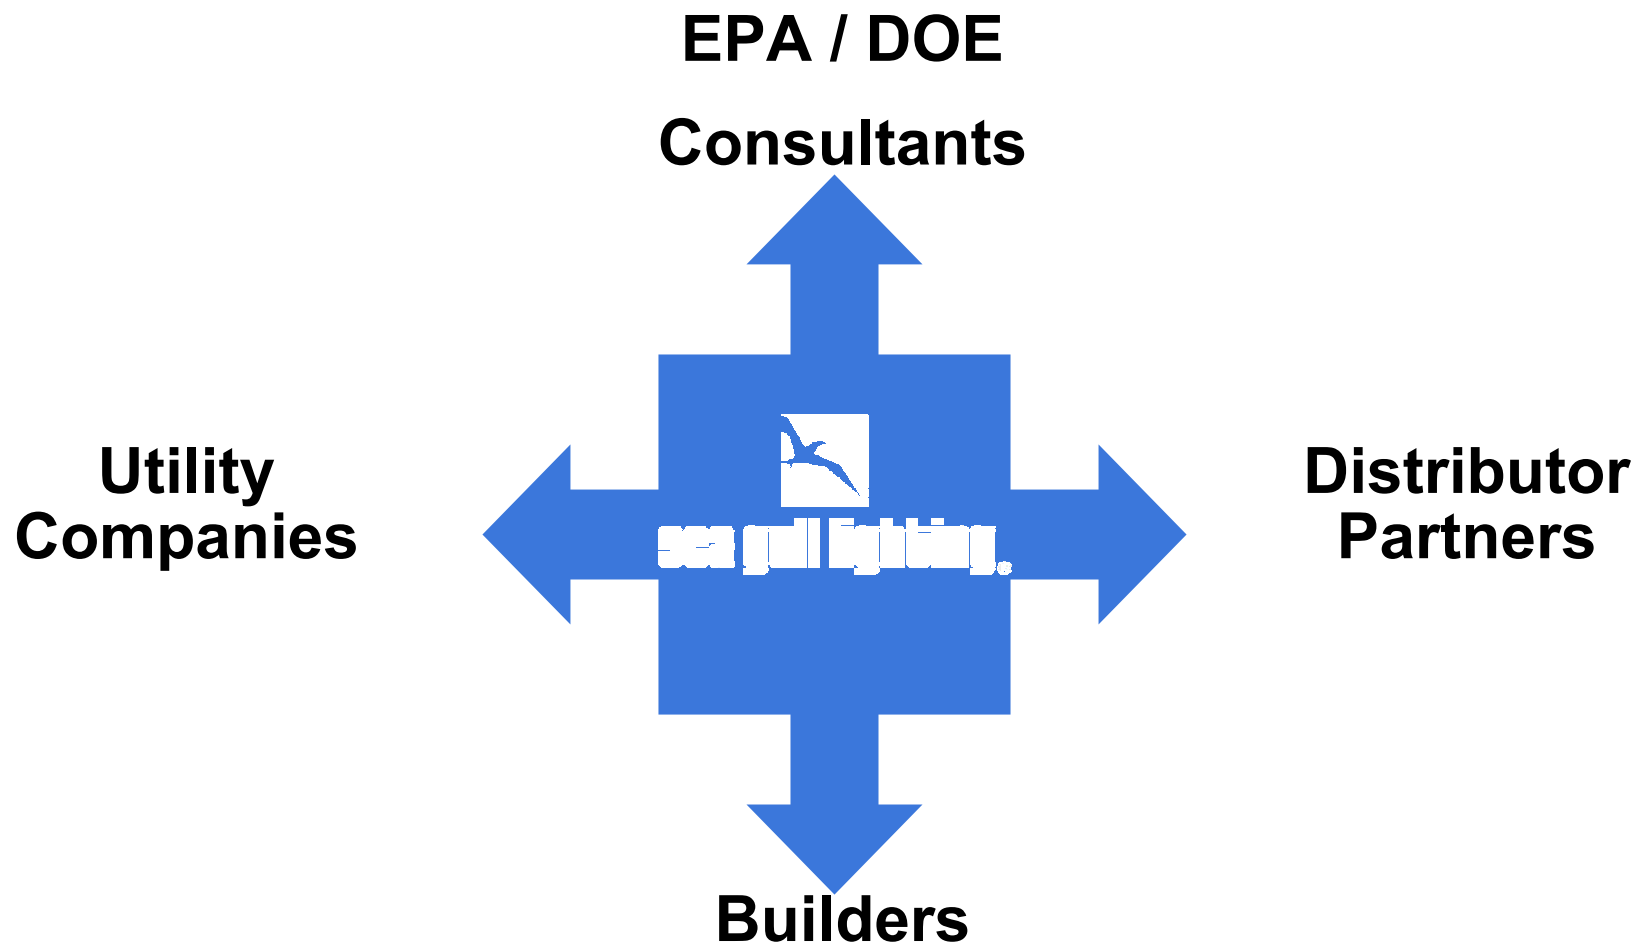 EPA / DOE
Consultants
Utility
Companies
sea gull lighting
Distributor
Partners
Builders